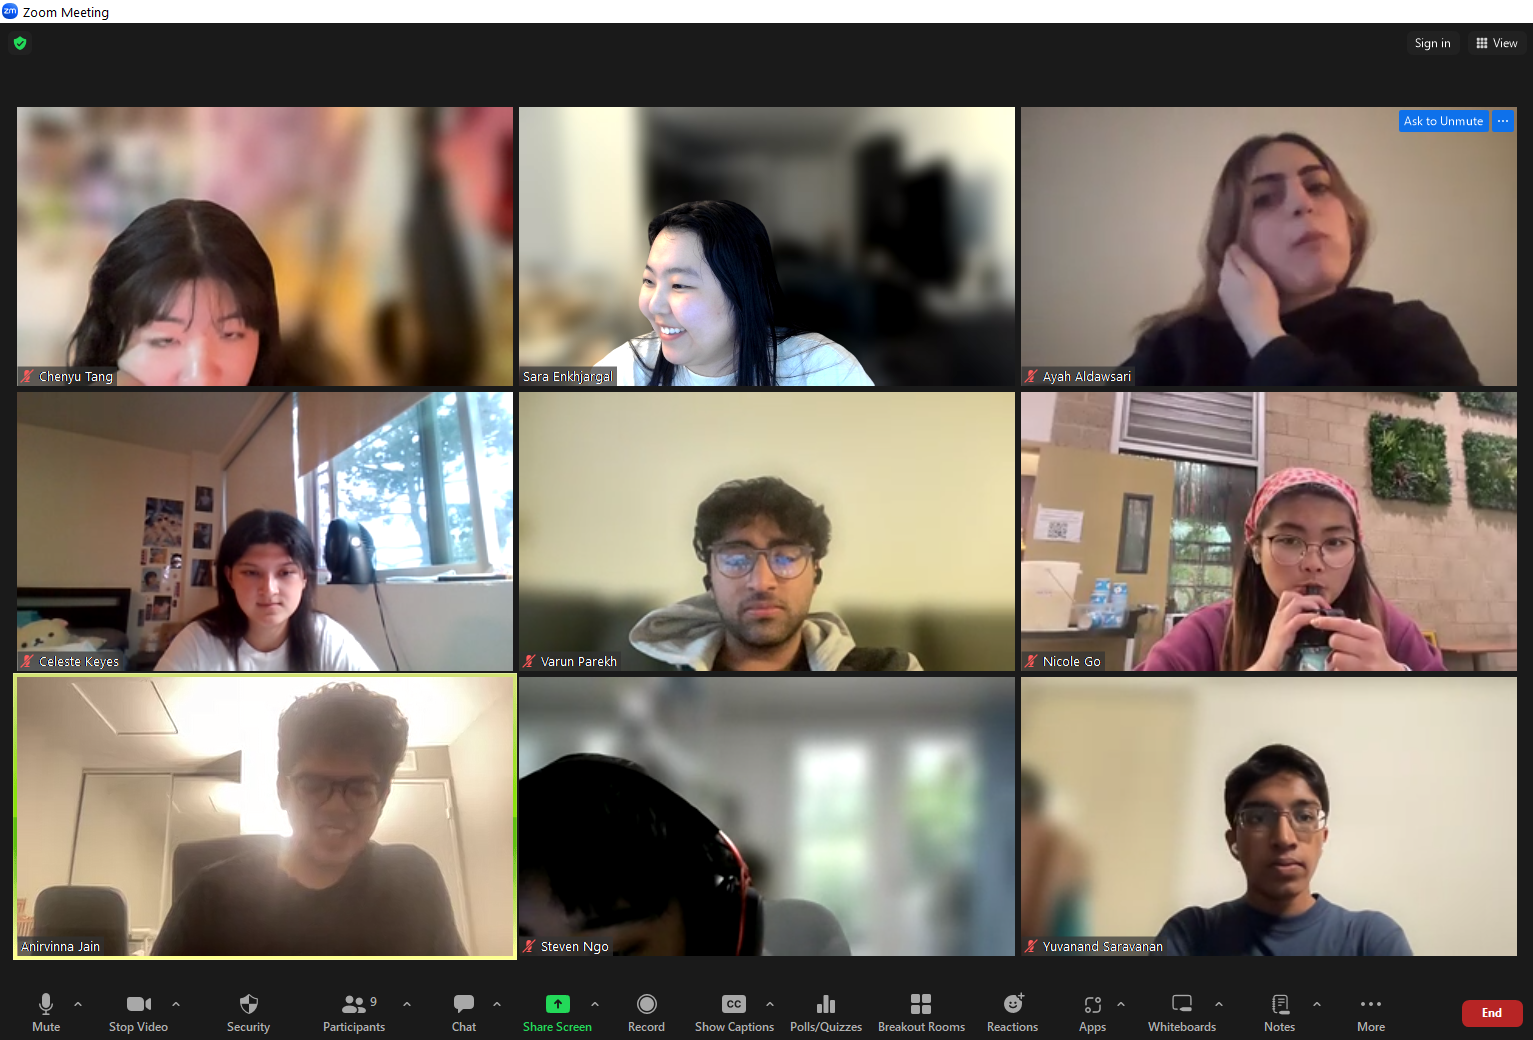 zm Zoom Meeting
Sign in View
Ask to Unmute ...
Chenyu Tang
Sara Enkhjargal
Ayah Aldawsari
Celeste Keyes
Varun Parekh
Nicole Go
Anirvinna Jain
Steven Ngo
Yuvanand Saravanan
Mute
Stop Video
Security
Participants 9
Chat
Share Screen
Record
CC Show Captions
Polls/Quizzes
Breakout Rooms
Reactions
Apps
Whiteboards
Notes
More
End